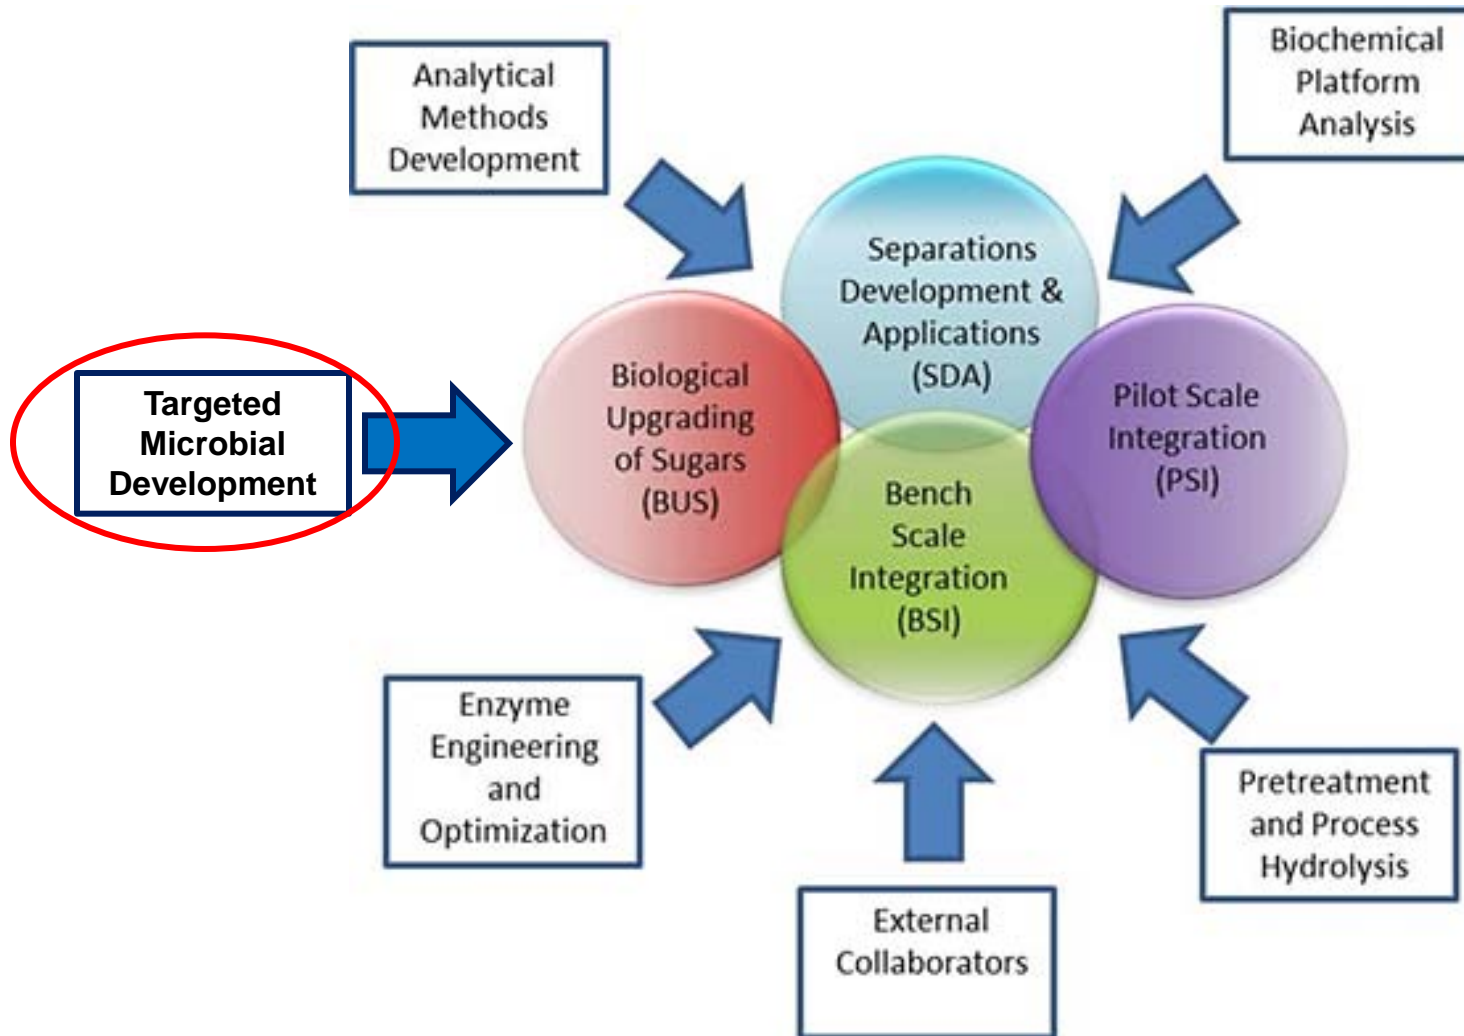 Analytical
Methods
Development
Biochemical
Platform
Analysis
Separations
Development &
Applications
(SDA)
Targeted
Microbial
Development
Biological
Upgrading
of Sugars
(BUS)
Pilot Scale
Integration
(PSI)
Bench
Scale
Integration
(BSI)
Enzyme
Engineering
and
Optimization
External
Collaborators
Pretreatment
and Process
Hydrolysis